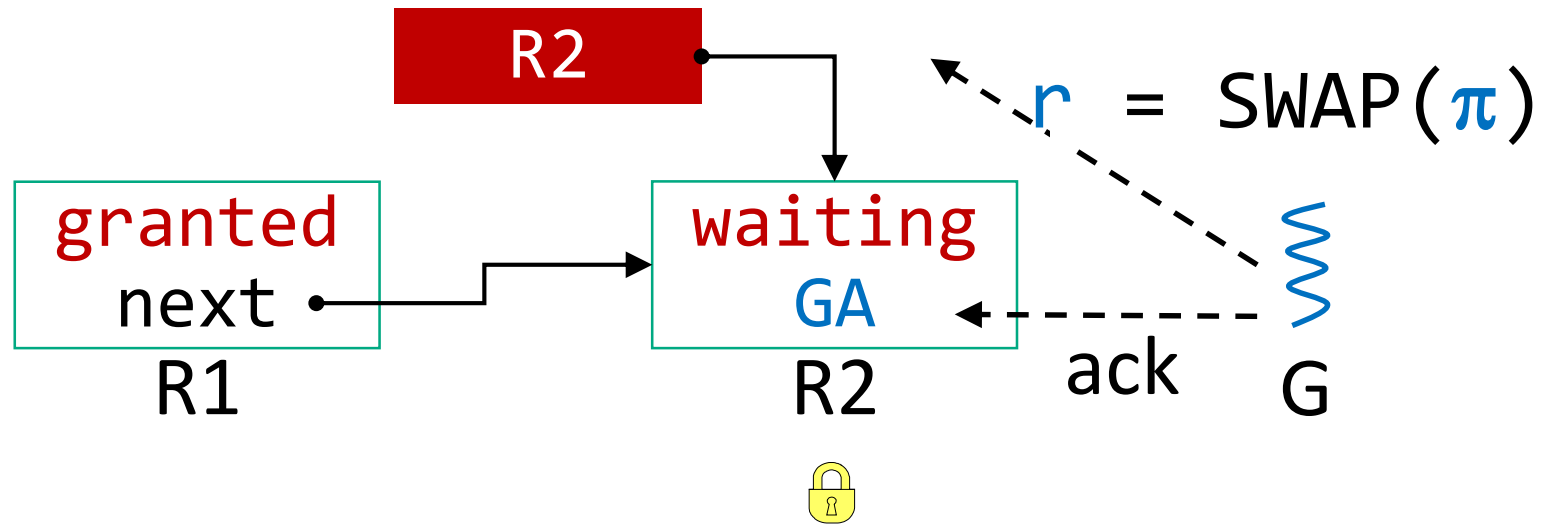 R2
r = SWAP(π)
granted
next
R1
waiting
GA
R2
ack
G